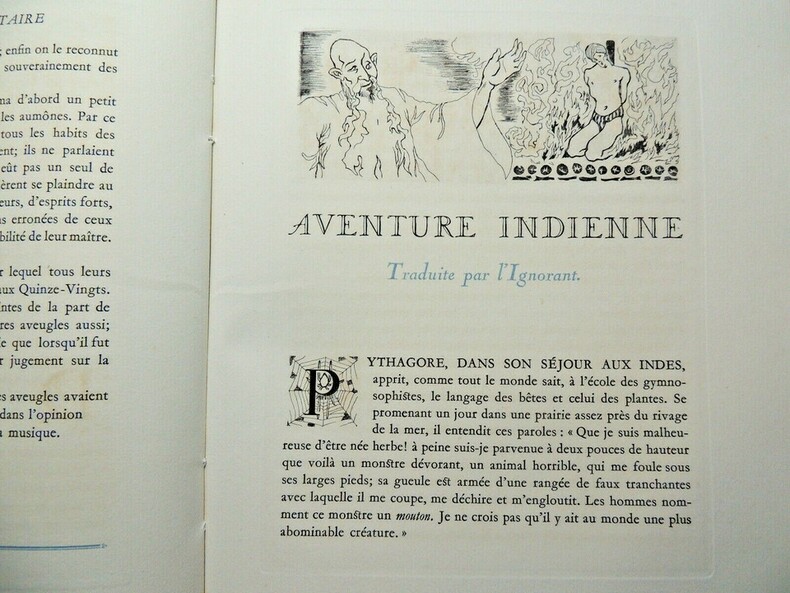 TAIRE
; enfin on le reconnut
souverainement des
na d'abord un petit
les aumônes. Par ce
tous les habits des
ent; ils ne parlaient
eût pas un seul de
èrent se plaindre au
eurs, d'esprits forts,
s erronées de ceux
bilité de leur maître.
r lequel tous leurs
aux Quinze-Vingts.
intes de la part de
res aveugles aussi;
e que lorsqu'il fut
r jugement sur la
s aveugles avaient
dans l'opinion
musique.
AVENTURE INDIENNE
Traduite par l'Ignorant.
PYTHAGORE, DANS SON SÉJOUR AUX INDES,
apprit, comme tout le monde sait, à l'école des gymno-
sophistes, le langage des bêtes et celui des plantes. Se
promenant un jour dans une prairie assez près du rivage
de la mer, il entendit ces paroles : « Que je suis malheu-
reuse d'être née herbe! à peine suis-je parvenue à deux pouces de hauteur
que voilà un monstre dévorant, un animal horrible, qui me foule sous
ses larges pieds; sa gueule est armée d'une rangée de faux tranchantes
avec laquelle il me coupe, me déchire et m'engloutit. Les hommes nom-
ment ce monstre un mouton. Je ne crois pas qu'il y ait au monde une plus
abominable créature. »